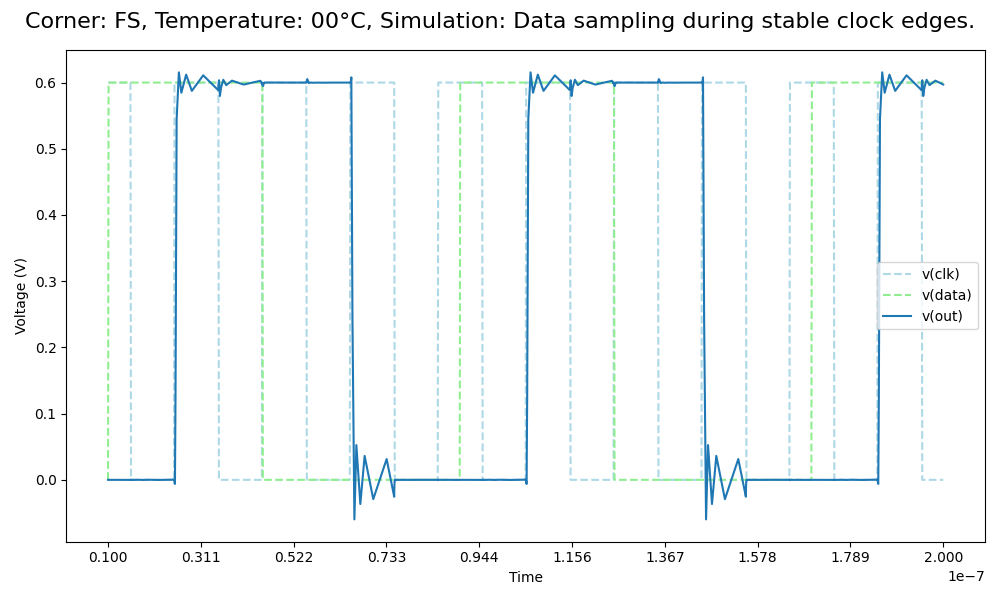 Corner: FS, Temperature: 00°C, Simulation: Data sampling during stable clock edges.
Voltage (V)
0.6
0.5
0.4
0.3
0.2
0.1
0.0
v(clk)
v(data)
v(out)
0.100 0.311 0.522 0.733 0.944 1.156 1.367 1.578 1.789 2.000
Time
1e−7